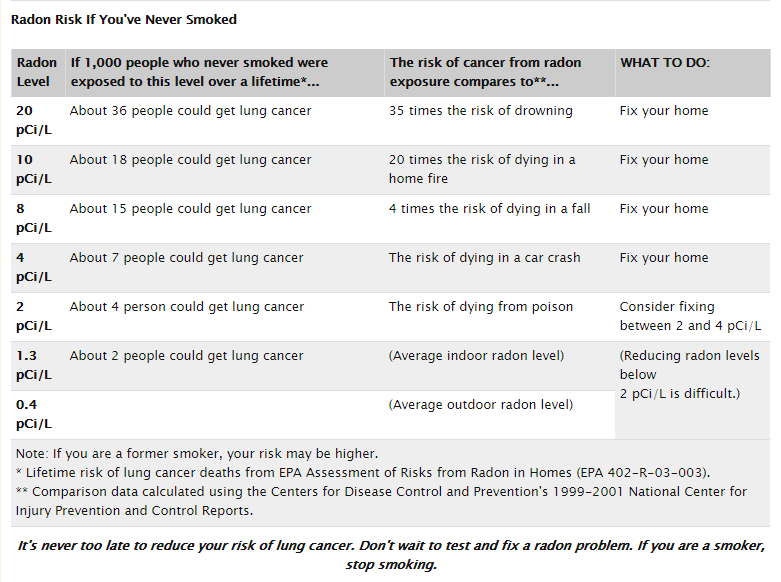 Radon Risk If You've Never Smoked
Radon Level
If 1,000 people who never smoked were exposed to this level over a lifetime*...
The risk of cancer from radon exposure compares to**...
WHAT TO DO:
20 pCi/L
About 36 people could get lung cancer
35 times the risk of drowning
Fix your home
10 pCi/L
About 18 people could get lung cancer
20 times the risk of dying in a home fire
Fix your home
8 pCi/L
About 15 people could get lung cancer
4 times the risk of dying in a fall
Fix your home
4 pCi/L
About 7 people could get lung cancer
The risk of dying in a car crash
Fix your home
2 pCi/L
About 4 person could get lung cancer
The risk of dying from poison
Consider fixing between 2 and 4 pCi/L
1.3 pCi/L
About 2 people could get lung cancer
(Average indoor radon level)
(Reducing radon levels below 2 pCi/L is difficult.)
0.4 pCi/L
(Average outdoor radon level)
Note: If you are a former smoker, your risk may be higher.
* Lifetime risk of lung cancer deaths from EPA Assessment of Risks from Radon in Homes (EPA 402-R-03-003).
** Comparison data calculated using the Centers for Disease Control and Prevention's 1999-2001 National Center for
Injury Prevention and Control Reports.
It's never too late to reduce your risk of lung cancer. Don't wait to test and fix a radon problem. If you are a smoker,
stop smoking.